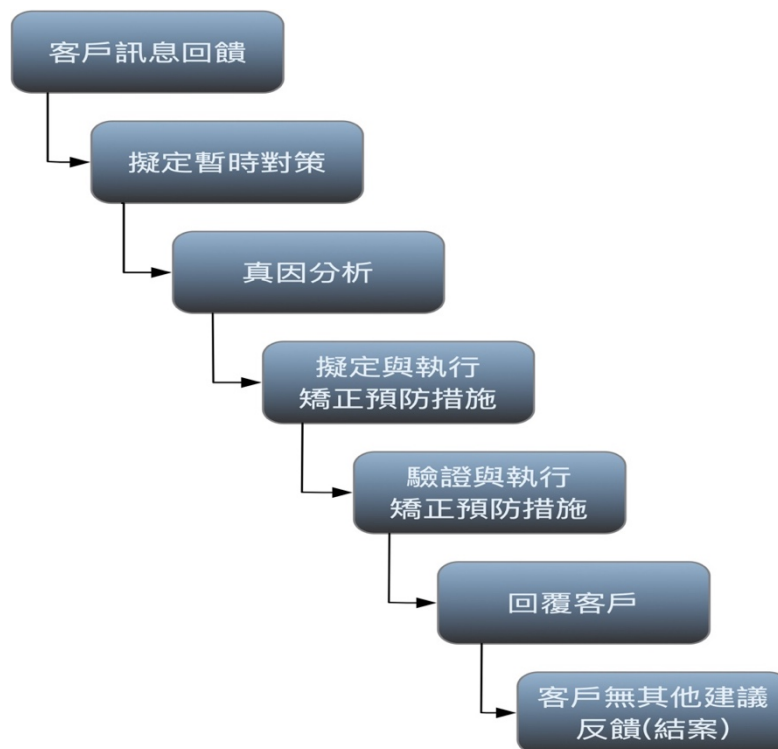 客戶訊息回饋
擬定暫時對策
真因分析
擬定與執行
矯正預防措施
驗證與執行
矯正預防措施
回覆客戶
客戶無其他建議
反饋(結案)